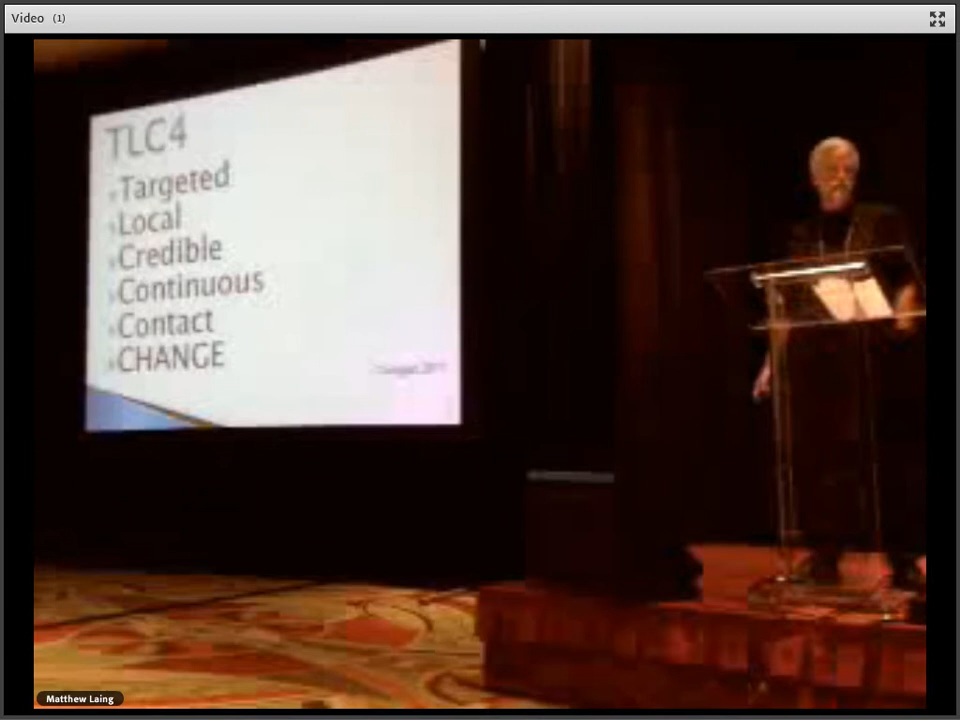 Video (1)
TLC4
Targeted
Local
Credible
Continuous
Contact
CHANGE
Matthew Laing